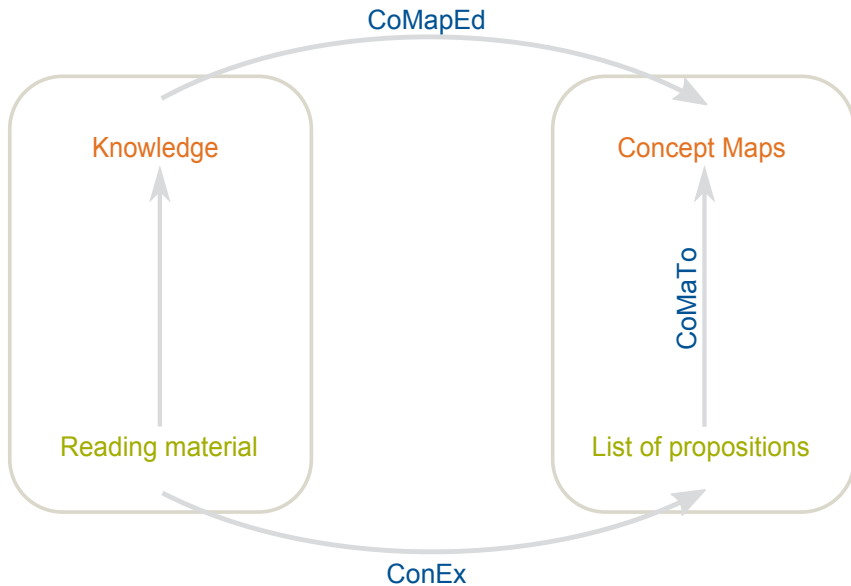 CoMapEd
Knowledge
Concept Maps
CoMaTo
Reading material
List of propositions
ConEx